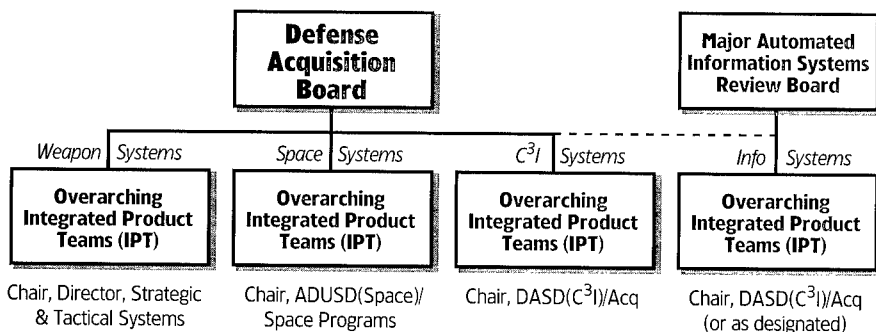 Defense
Acquisition
Board
Major Automated
Information Systems
Review Board
Weapon Systems
Space Systems
C³I Systems
Info Systems
Overarching
Integrated Product
Teams (IPT)
Overarching
Integrated Product
Teams (IPT)
Overarching
Integrated Product
Teams (IPT)
Overarching
Integrated Product
Teams (IPT)
Chair, Director, Strategic
& Tactical Systems
Chair, ADUSD(Space)/
Space Programs
Chair, DASD(C³I)/Acq
Chair, DASD(C³I)/Acq
(or as designated)